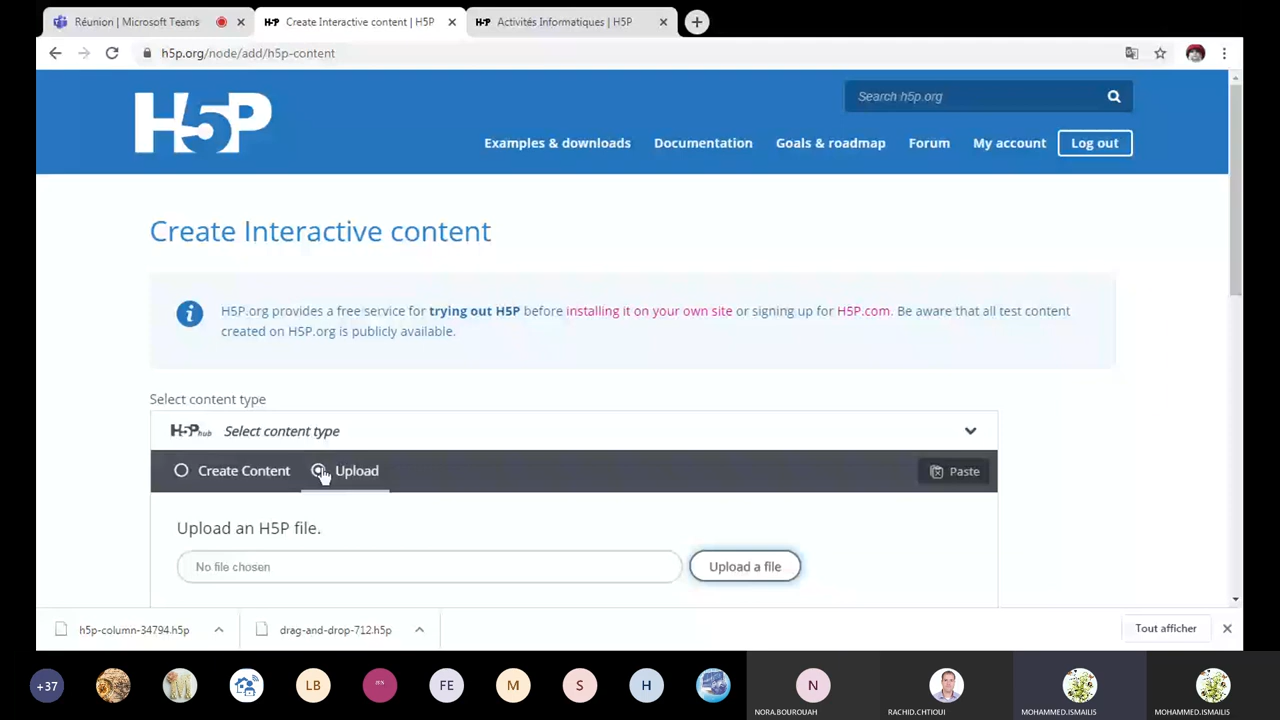 Réunion | Microsoft Teams
H-P Create Interactive content | H5P
H-P Activités Informatiques | H5P
h5p.org/node/add/h5p-content
H5P
Search h5p.org
Examples & downloads Documentation Goals & roadmap Forum My account Log out
Create Interactive content
H5P.org provides a free service for trying out H5P before installing it on your own site or signing up for H5P.com. Be aware that all test content
created on H5P.org is publicly available.
Select content type
H5Phub Select content type
Create Content Upload Paste
Upload an H5P file.
No file chosen Upload a file
h5p-column-34794.h5p drag-and-drop-712.h5p Tout afficher
+37 LB FE M S H N
NORA.BOUROUAH RACHID.CHTIOUI MOHAMMED.ISMAILIS MOHAMMED.ISMAILIS